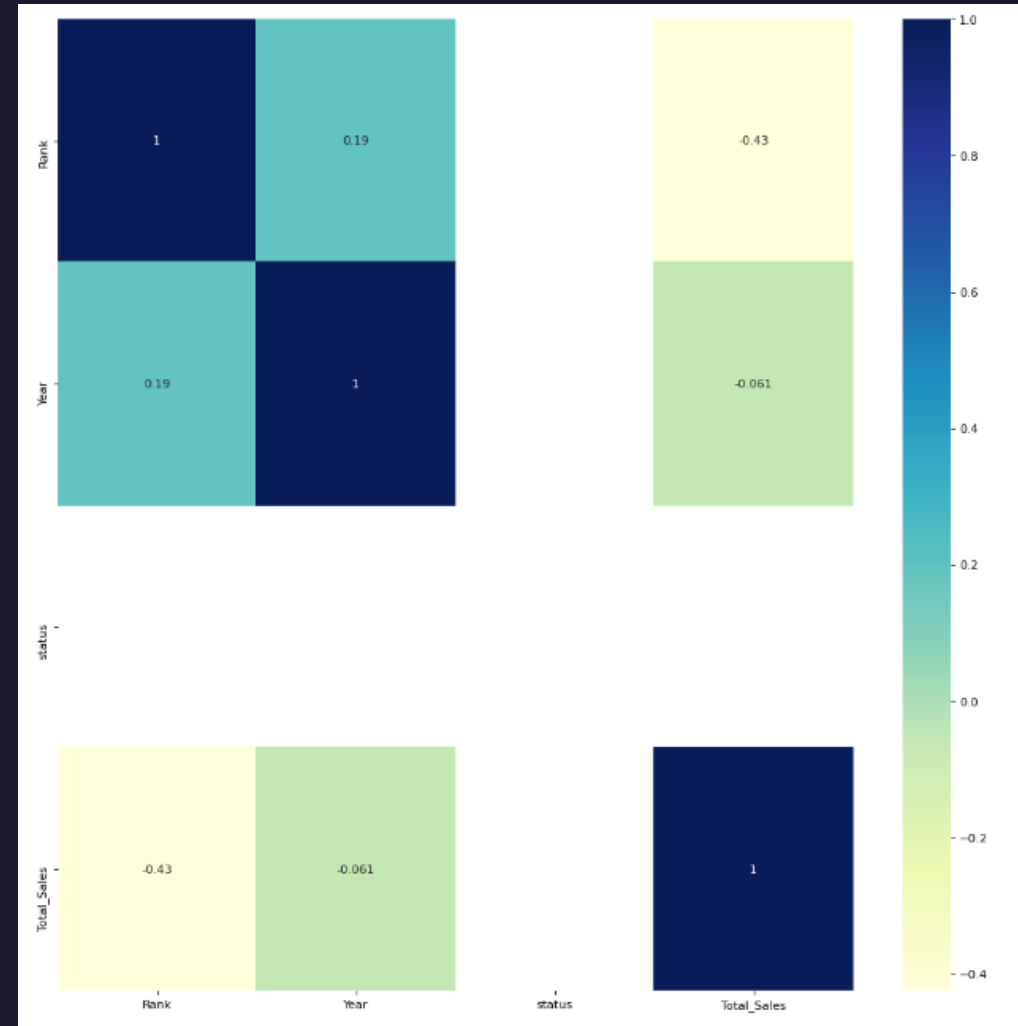 1.0
Rank
1
0.19
-0.43
0.8
0.6
Year
0.19
1
-0.061
0.4
0.2
status
0.0
−0.2
Total_Sales
-0.43
-0.061
1
−0.4
Rank
Year
status
Total_Sales